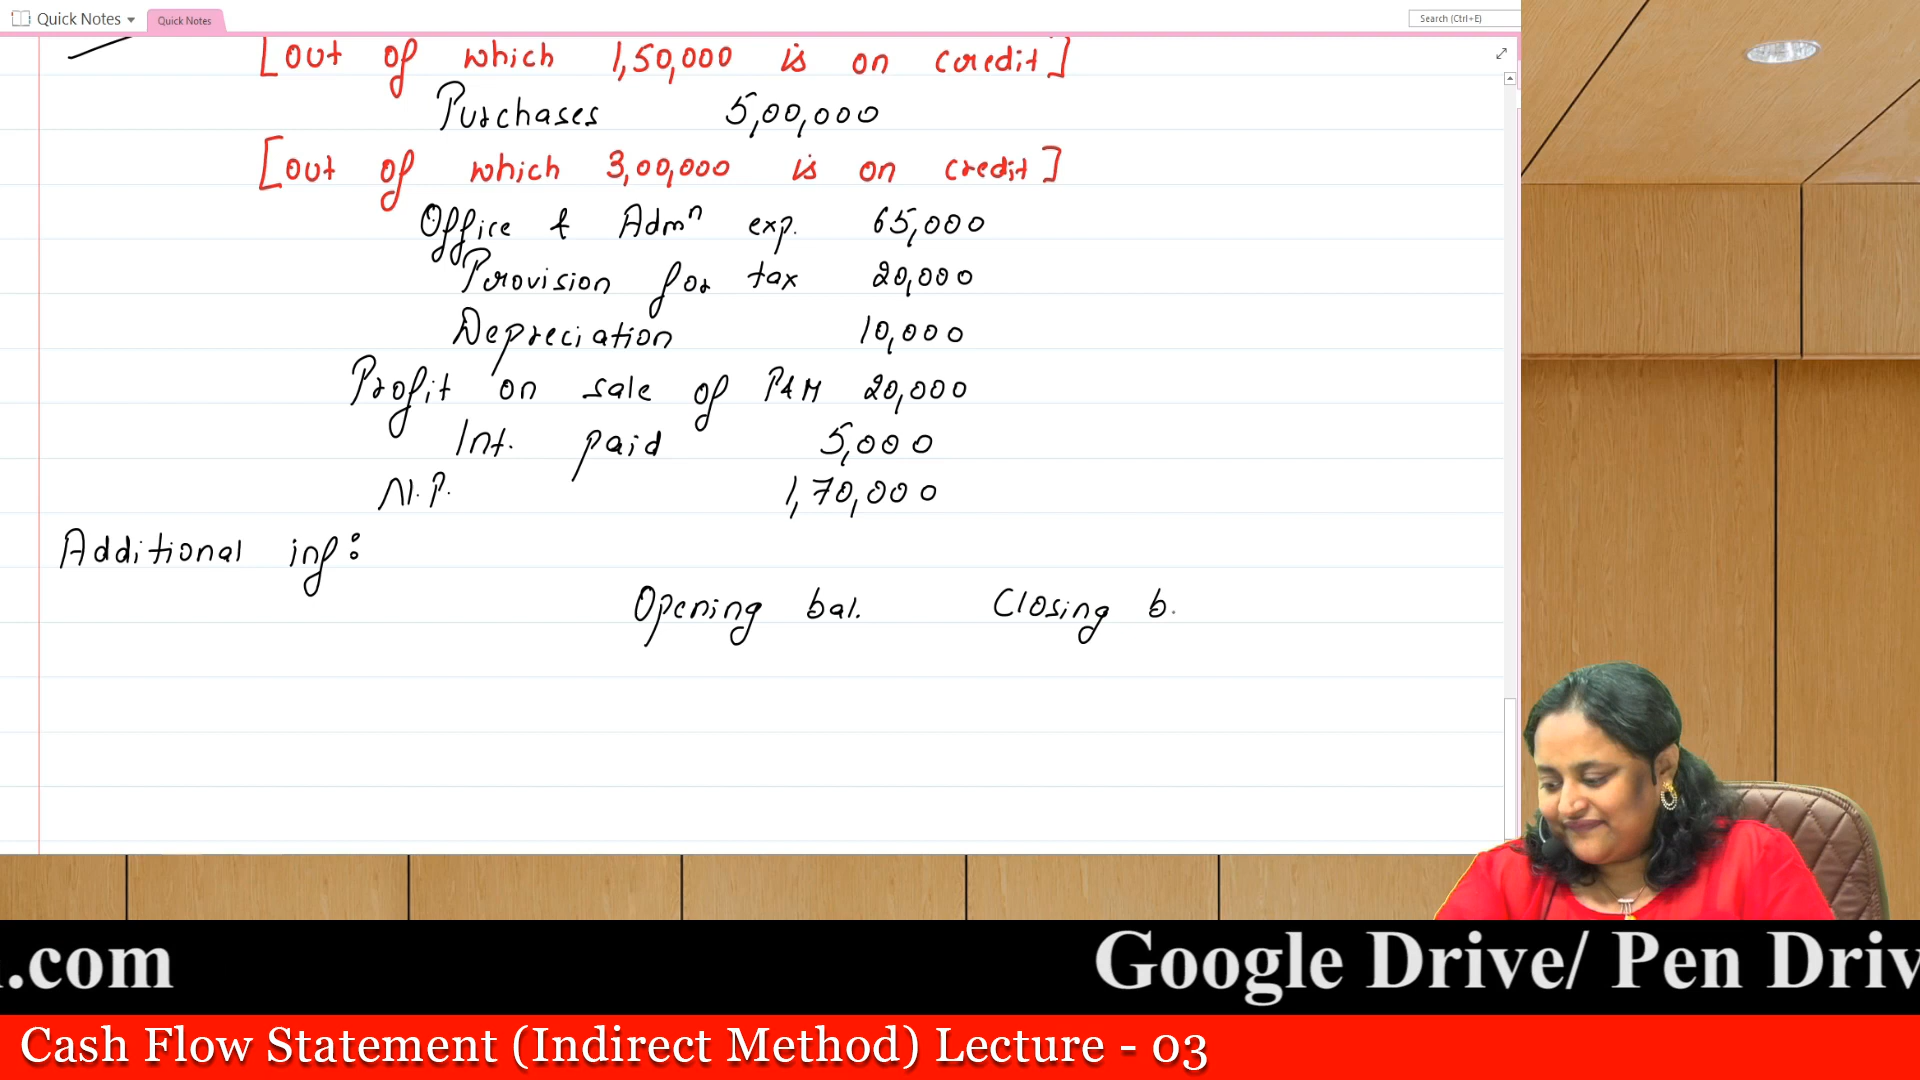 Quick Notes
Quick Notes
Search (Ctrl+E)
[out of which 1,50,000 is on credit]
Purchases 5,00,000
[out of which 3,00,000 is on credit]
Office & Admn exp. 65,000
Provision for tax 20,000
Depreciation 10,000
Profit on sale of P&M 20,000
Int. paid 5,000
N.P. 1,70,000
Additional inf:
Opening bal. Closing b.
.com Google Drive/ Pen Driv
Cash Flow Statement (Indirect Method) Lecture - 03